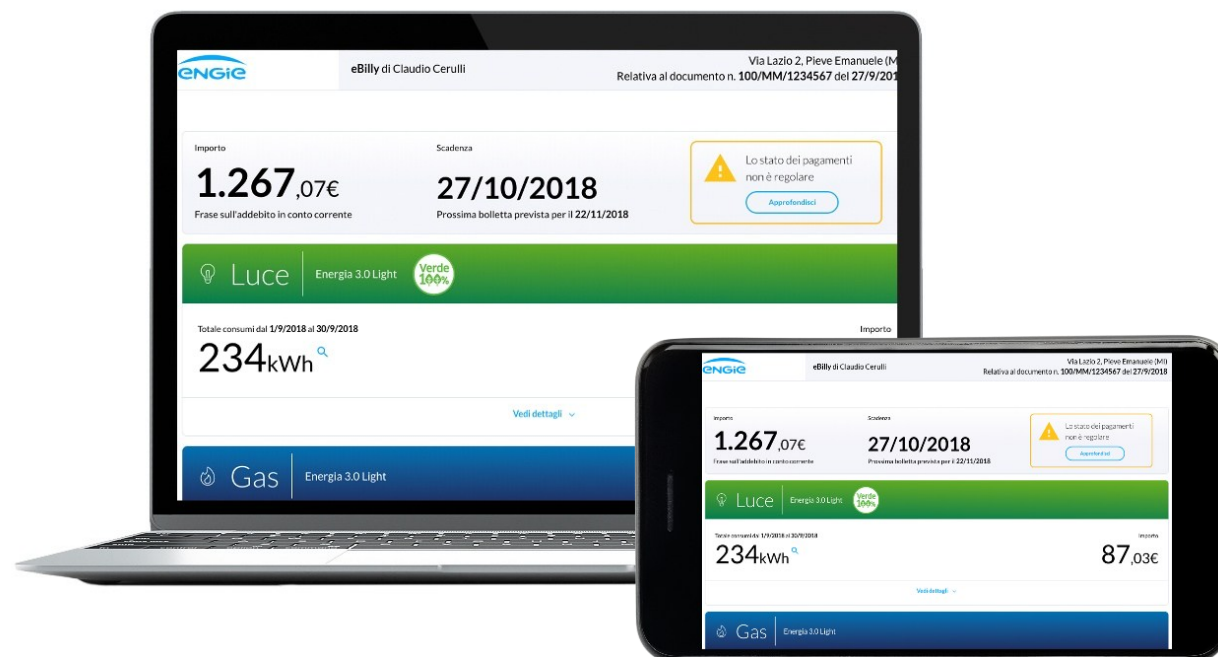 ENGIE
eBilly di Claudio Cerulli
Via Lazio 2, Pieve Emanuele (M
Relativa al documento n. 100/MM/1234567 del 27/9/201
Importo
1.267,07€
Frase sull'addebito in conto corrente
Scadenza
27/10/2018
Prossima bolletta prevista per il 22/11/2018
Lo stato dei pagamenti
non è regolare
Approfondisci
Luce
Energia 3.0 Light
Verde
100%
Totale consumi dal 1/9/2018 al 30/9/2018
234kWh
Importo
Vedi dettagli
Gas
Energia 3.0 Light
ENGIE
eBilly di Claudio Cerulli
Via Lazio 2, Pieve Emanuele (MI)
Relativa al documento n. 100/MM/1234567 del 27/9/2018
Importo
1.267,07€
Frase sull'addebito in conto corrente
Scadenza
27/10/2018
Prossima bolletta prevista per il 22/11/2018
Lo stato dei pagamenti
non è regolare
Approfondisci
Luce
Energia 3.0 Light
Verde
100%
Totale consumi dal 1/9/2018 al 30/9/2018
234kWh
Importo
87,03€
Vedi dettagli
Gas
Energia 3.0 Light